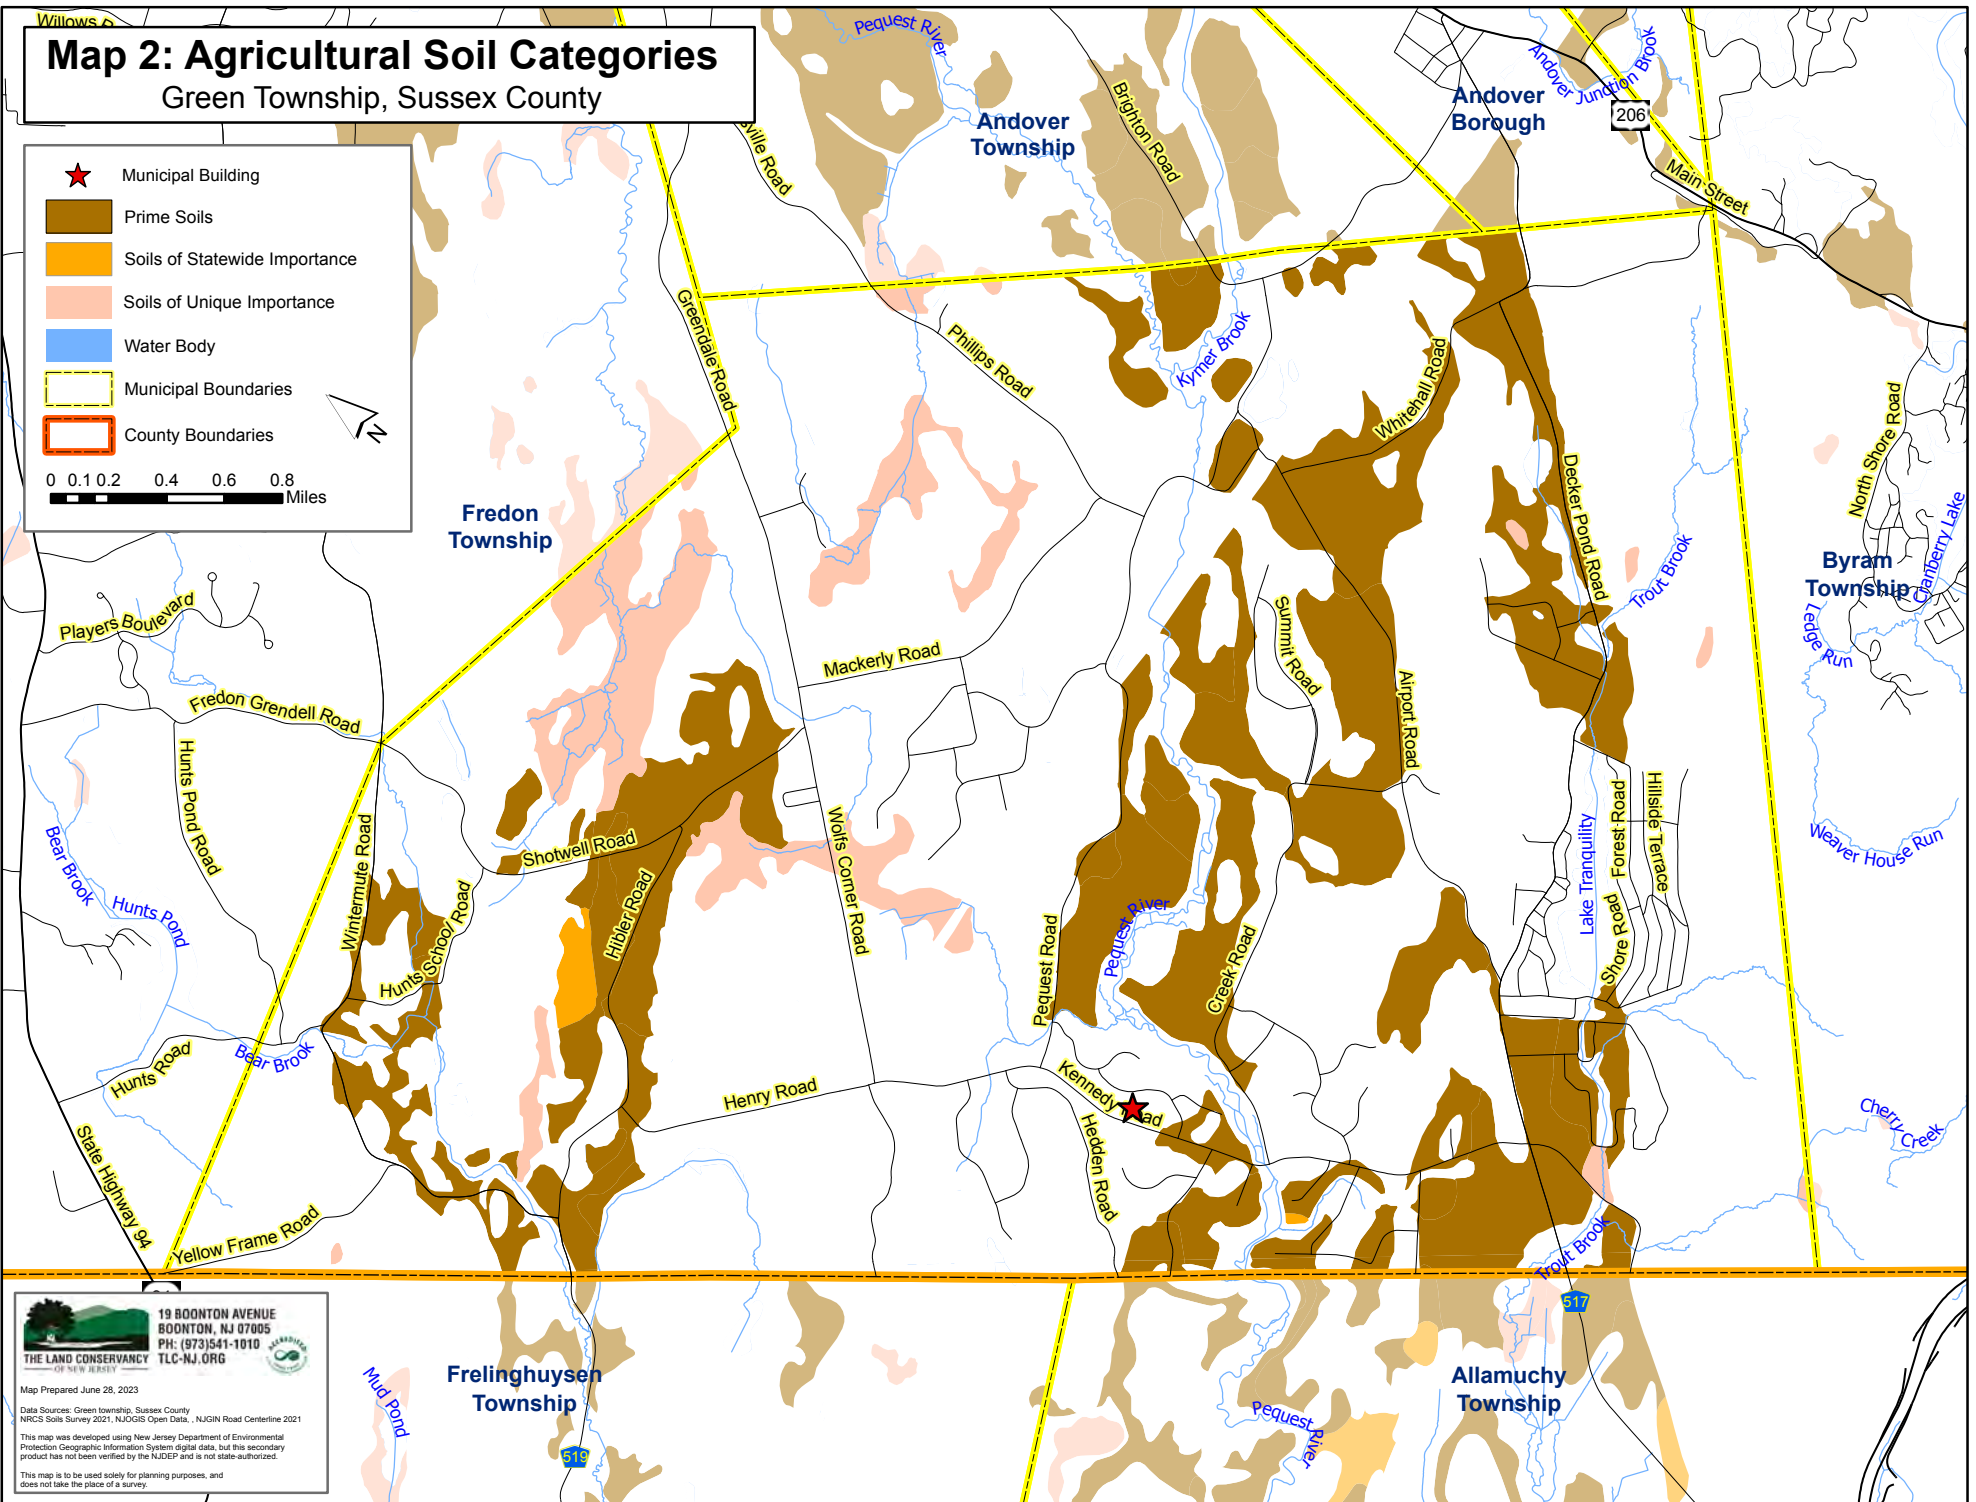 Willows
Map 2: Agricultural Soil Categories
Green Township, Sussex County
Municipal Building
Prime Soils
Soils of Statewide Importance
Soils of Unique Importance
Water Body
Municipal Boundaries
County Boundaries
N
0 0.1 0.2 0.4 0.6 0.8
Miles
Pequest River
sville Road
Andover
Township
Brighton Road
Andover
Borough
Andover Junction Brook
206
Main Street
Greendale Road
Phillips Road
Kymer Brook
Whitehall Road
Decker Pond Road
North Shore Road
Cranberry Lake
Byram
Township
Trout Brook
Ledge Run
Fredon
Township
Players Boulevard
Fredon Grendell Road
Hunts Pond Road
Mackerly Road
Summit Road
Airport Road
Bear Brook
Hunts Pond
Wintermute Road
Hunts School Road
Shotwell Road
Hibler Road
Wolfs Corner Road
Pequest Road
Pequest River
Creek Road
Lake Tranquility
Forest Road
Hillside Terrace
Shore Road
Weaver House Run
Hunts Road
Bear Brook
Henry Road
Kennedy Road
Hedden Road
Cherry
Creek
State Highway 94
Yellow Frame Road
Trout Brook
517
19 BOONTON AVENUE
BOONTON, NJ 07005
PH: (973)541-1010
TLC-NJ.ORG
THE LAND CONSERVANCY
OF NEW JERSEY
ACCREDITED
Map Prepared June 28, 2023
Data Sources: Green township, Sussex County
NRCS Soils Survey 2021, NJOGIS Open Data, , NJGIN Road Centerline 2021
This map was developed using New Jersey Department of Environmental
Protection Geographic Information System digital data, but this secondary
product has not been verified by the NJDEP and is not state-authorized.
This map is to be used solely for planning purposes, and
does not take the place of a survey.
Mud Pond
Frelinghuysen
Township
519
Pequest River
Allamuchy
Township